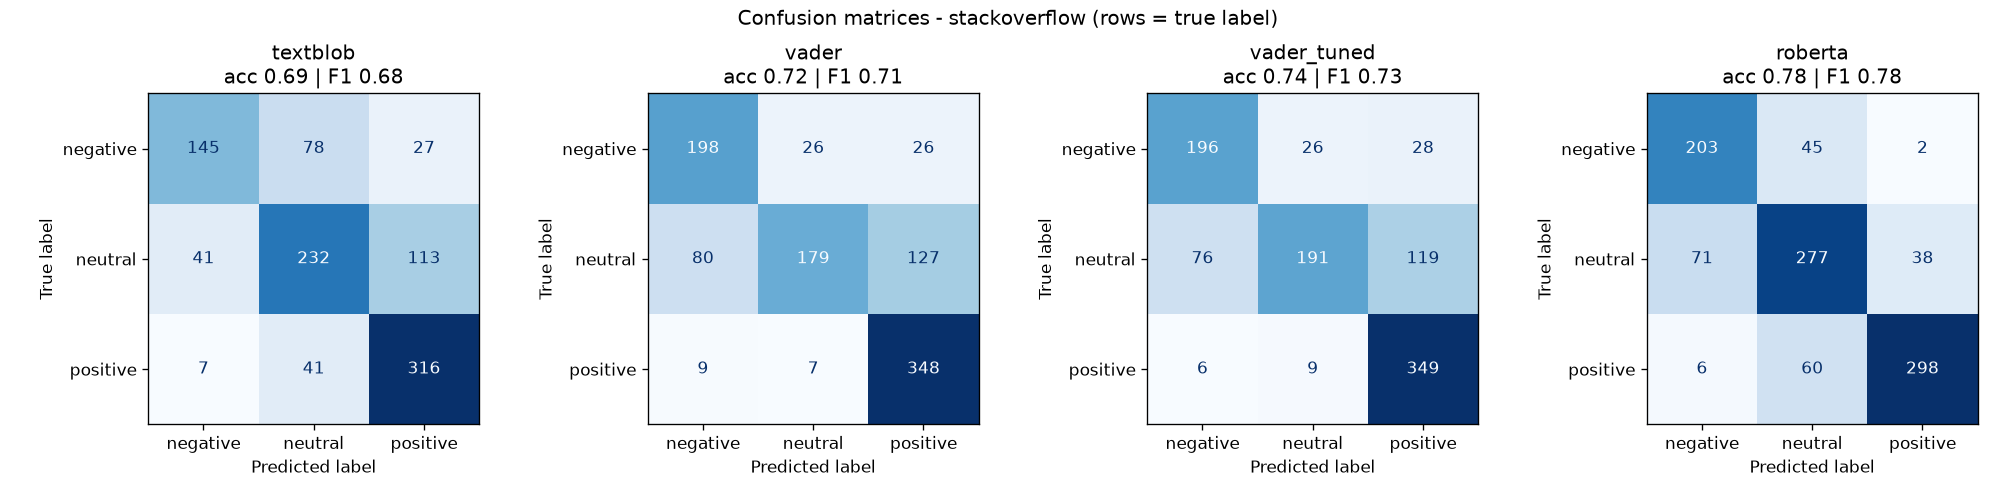 Confusion matrices - stackoverflow (rows = true label)
textblob
acc 0.69 | F1 0.68
True label
negative 145 78 27
neutral 41 232 113
positive 7 41 316
negative neutral positive
Predicted label
vader
acc 0.72 | F1 0.71
True label
negative 198 26 26
neutral 80 179 127
positive 9 7 348
negative neutral positive
Predicted label
vader_tuned
acc 0.74 | F1 0.73
True label
negative 196 26 28
neutral 76 191 119
positive 6 9 349
negative neutral positive
Predicted label
roberta
acc 0.78 | F1 0.78
True label
negative 203 45 2
neutral 71 277 38
positive 6 60 298
negative neutral positive
Predicted label